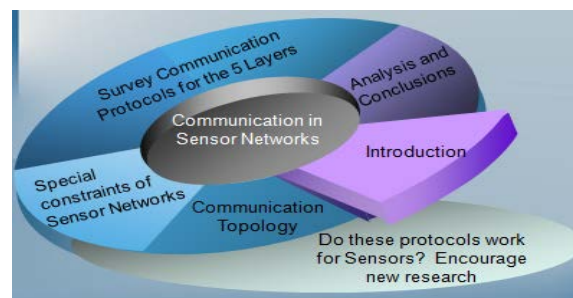 Survey Communication
Protocols for the 5 Layers
Analysis and
Conclusions
Communication in
Sensor Networks
Introduction
Special
constraints of
Sensor Networks
Communication
Topology
Do these protocols work
for Sensors? Encourage
new research